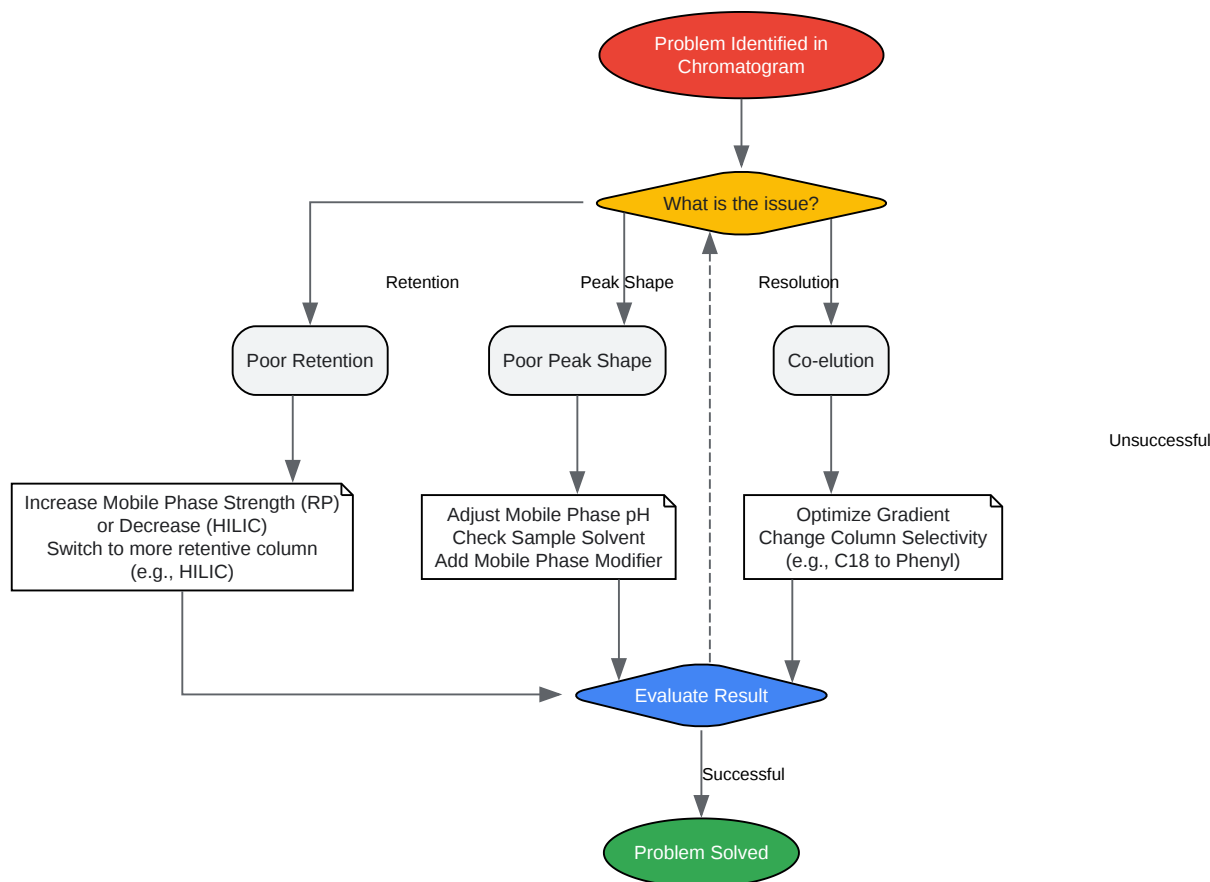 Problem Identified in
Chromatogram
What is the issue?
Retention
Peak Shape
Resolution
Poor Retention
Poor Peak Shape
Co-elution
Unsuccessful
Increase Mobile Phase Strength (RP)
or Decrease (HILIC)
Switch to more retentive column
(e.g., HILIC)
Adjust Mobile Phase pH
Check Sample Solvent
Add Mobile Phase Modifier
Optimize Gradient
Change Column Selectivity
(e.g., C18 to Phenyl)
Evaluate Result
Successful
Problem Solved